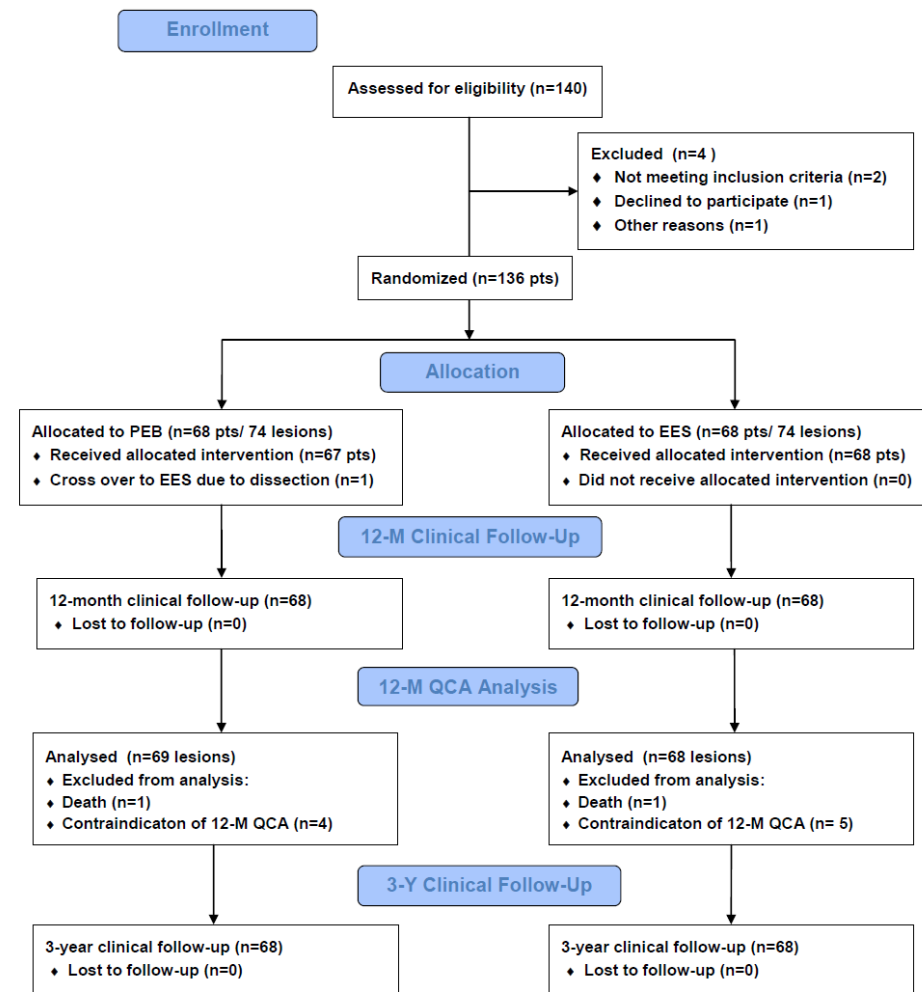 Enrollment
Assessed for eligibility (n=140)
Excluded (n=4 )
♦ Not meeting inclusion criteria (n=2)
♦ Declined to participate (n=1)
♦ Other reasons (n=1)
Randomized (n=136 pts)
Allocation
Allocated to PEB (n=68 pts/ 74 lesions)
♦ Received allocated intervention (n=67 pts)
♦ Cross over to EES due to dissection (n=1)
Allocated to EES (n=68 pts/ 74 lesions)
♦ Received allocated intervention (n=68 pts)
♦ Did not receive allocated intervention (n=0)
12-M Clinical Follow-Up
12-month clinical follow-up (n=68)
♦ Lost to follow-up (n=0)
12-month clinical follow-up (n=68)
♦ Lost to follow-up (n=0)
12-M QCA Analysis
Analysed (n=69 lesions)
♦ Excluded from analysis:
♦ Death (n=1)
♦ Contraindicaton of 12-M QCA (n=4)
Analysed (n=68 lesions)
♦ Excluded from analysis:
♦ Death (n=1)
♦ Contraindicaton of 12-M QCA (n= 5)
3-Y Clinical Follow-Up
3-year clinical follow-up (n=68)
♦ Lost to follow-up (n=0)
3-year clinical follow-up (n=68)
♦ Lost to follow-up (n=0)